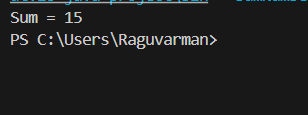 Sum = 15
PS C:\Users\Raguvarman>